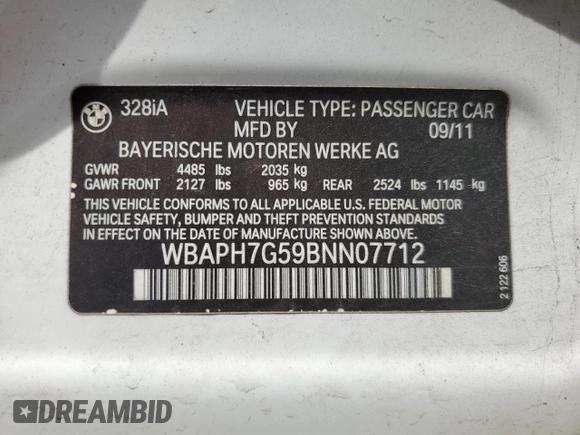 BMW
328iA VEHICLE TYPE: PASSENGER CAR
MFD BY 09/11
BAYERISCHE MOTOREN WERKE AG
GVWR 4485 lbs 2035 kg
GAWR FRONT 2127 lbs 965 kg REAR 2524 lbs 1145 kg
THIS VEHICLE CONFORMS TO ALL APPLICABLE U.S. FEDERAL MOTOR
VEHICLE SAFETY, BUMPER AND THEFT PREVENTION STANDARDS IN
EFFECT ON THE DATE OF MANUFACTURE SHOWN ABOVE.
WBAPH7G59BNN07712
2 122 606
DREAMBID